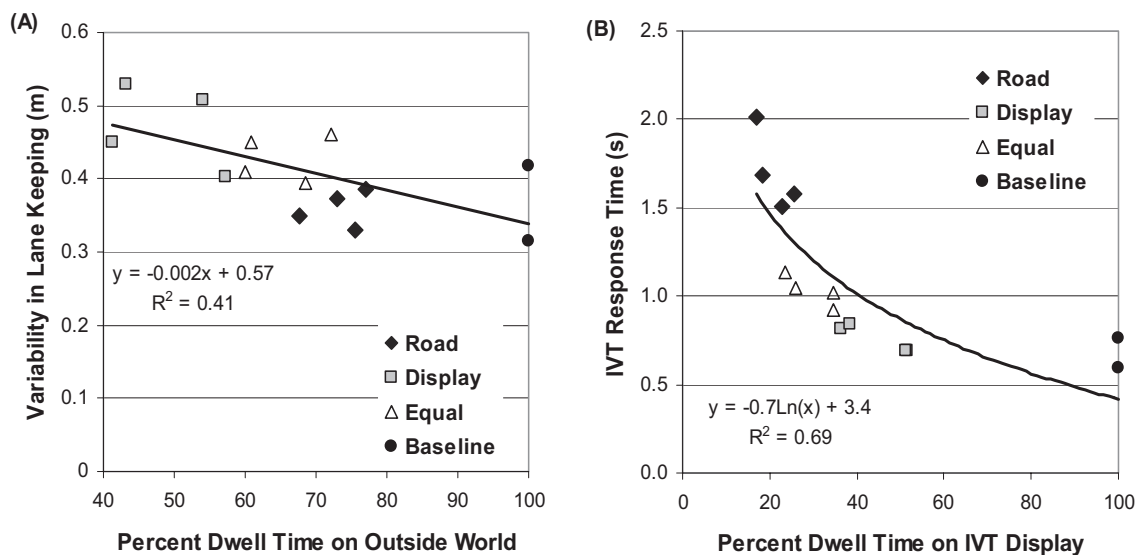 (A)
0.6
0.5
0.4
0.3
0.2
0.1
0
40 50 60 70 80 90 100
Variability in Lane Keeping (m)
Percent Dwell Time on Outside World
y = -0.002x + 0.57
R² = 0.41
Road
Display
Equal
Baseline
(B)
2.5
2.0
1.5
1.0
0.5
0.0
0 20 40 60 80 100
IVT Response Time (s)
Percent Dwell Time on IVT Display
y = -0.7Ln(x) + 3.4
R² = 0.69
Road
Display
Equal
Baseline